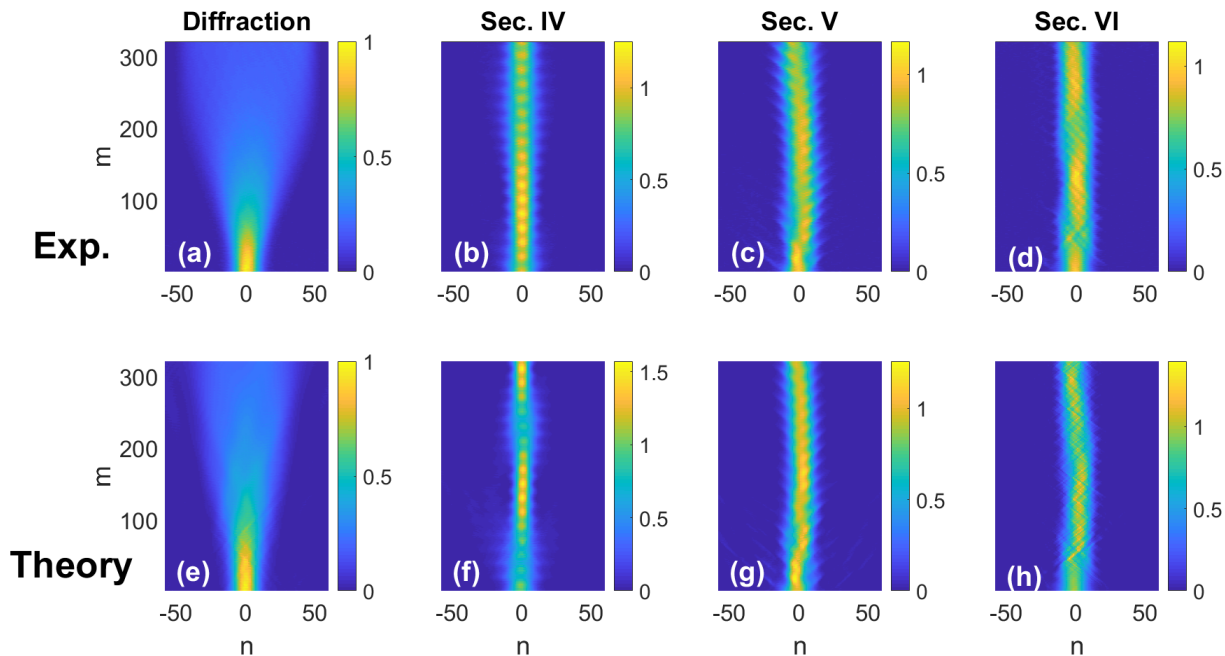 Diffraction Sec. IV Sec. V Sec. VI
300 1 1 1 1
200
m 0.5 0.5 0.5 0.5
100
Exp. (a) (b) (c) (d)
0 0 0 0
-50 0 50 -50 0 50 -50 0 50 -50 0 50
300 1 1.5 1 1
200 1
m 0.5 0.5 0.5 0.5
100
Theory (e) (f) (g) (h)
0 0 0 0
-50 0 50 -50 0 50 -50 0 50 -50 0 50
n n n n